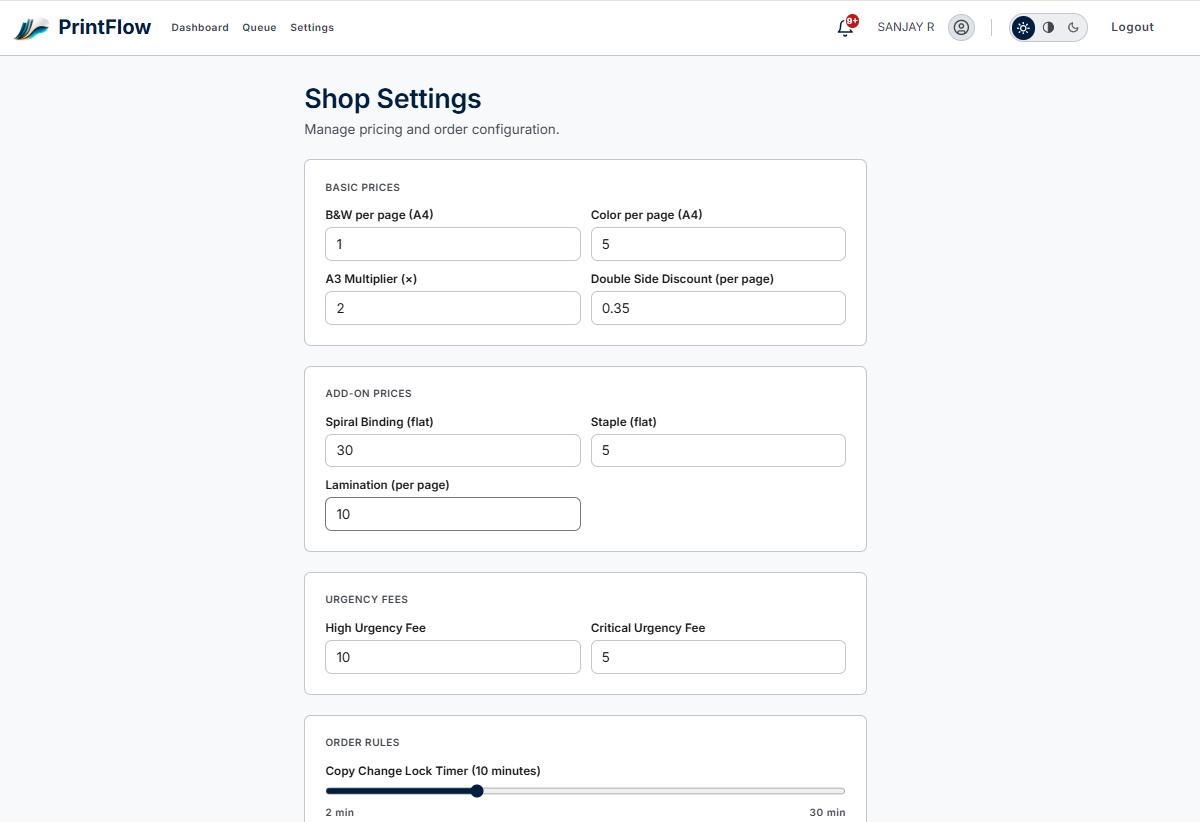 PrintFlow Dashboard Queue Settings 9+ SANJAY R Logout
Shop Settings
Manage pricing and order configuration.
BASIC PRICES
B&W per page (A4) Color per page (A4)
1 5
A3 Multiplier (×) Double Side Discount (per page)
2 0.35
ADD-ON PRICES
Spiral Binding (flat) Staple (flat)
30 5
Lamination (per page)
10
URGENCY FEES
High Urgency Fee Critical Urgency Fee
10 5
ORDER RULES
Copy Change Lock Timer (10 minutes)
2 min 30 min